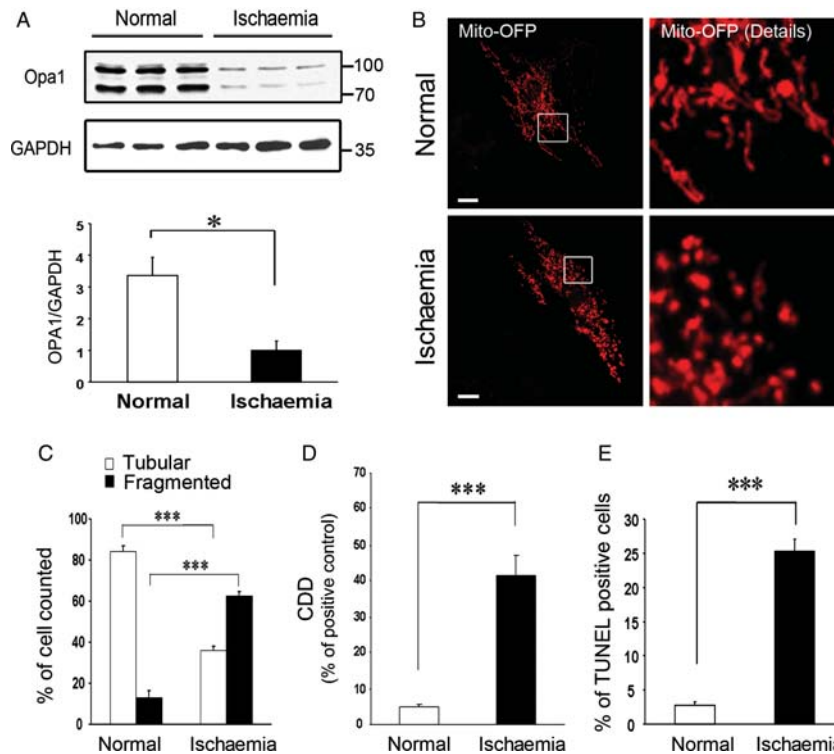 A
Normal
Ischaemia
Opa1
100
70
GAPDH
35
*
OPA1/GAPDH
5
4
3
2
1
0
Normal
Ischaemia
B
Mito-OFP
Mito-OFP (Details)
Normal
Ischaemia
C
Tubular
Fragmented
***
***
% of cell counted
80
60
40
20
0
Normal
Ischaemia
D
***
CDD
(% of positive control)
70
60
50
40
30
20
10
0
Normal
Ischaemia
E
***
% of TUNEL positive cells
30
25
20
15
10
5
0
Normal
Ischaemia